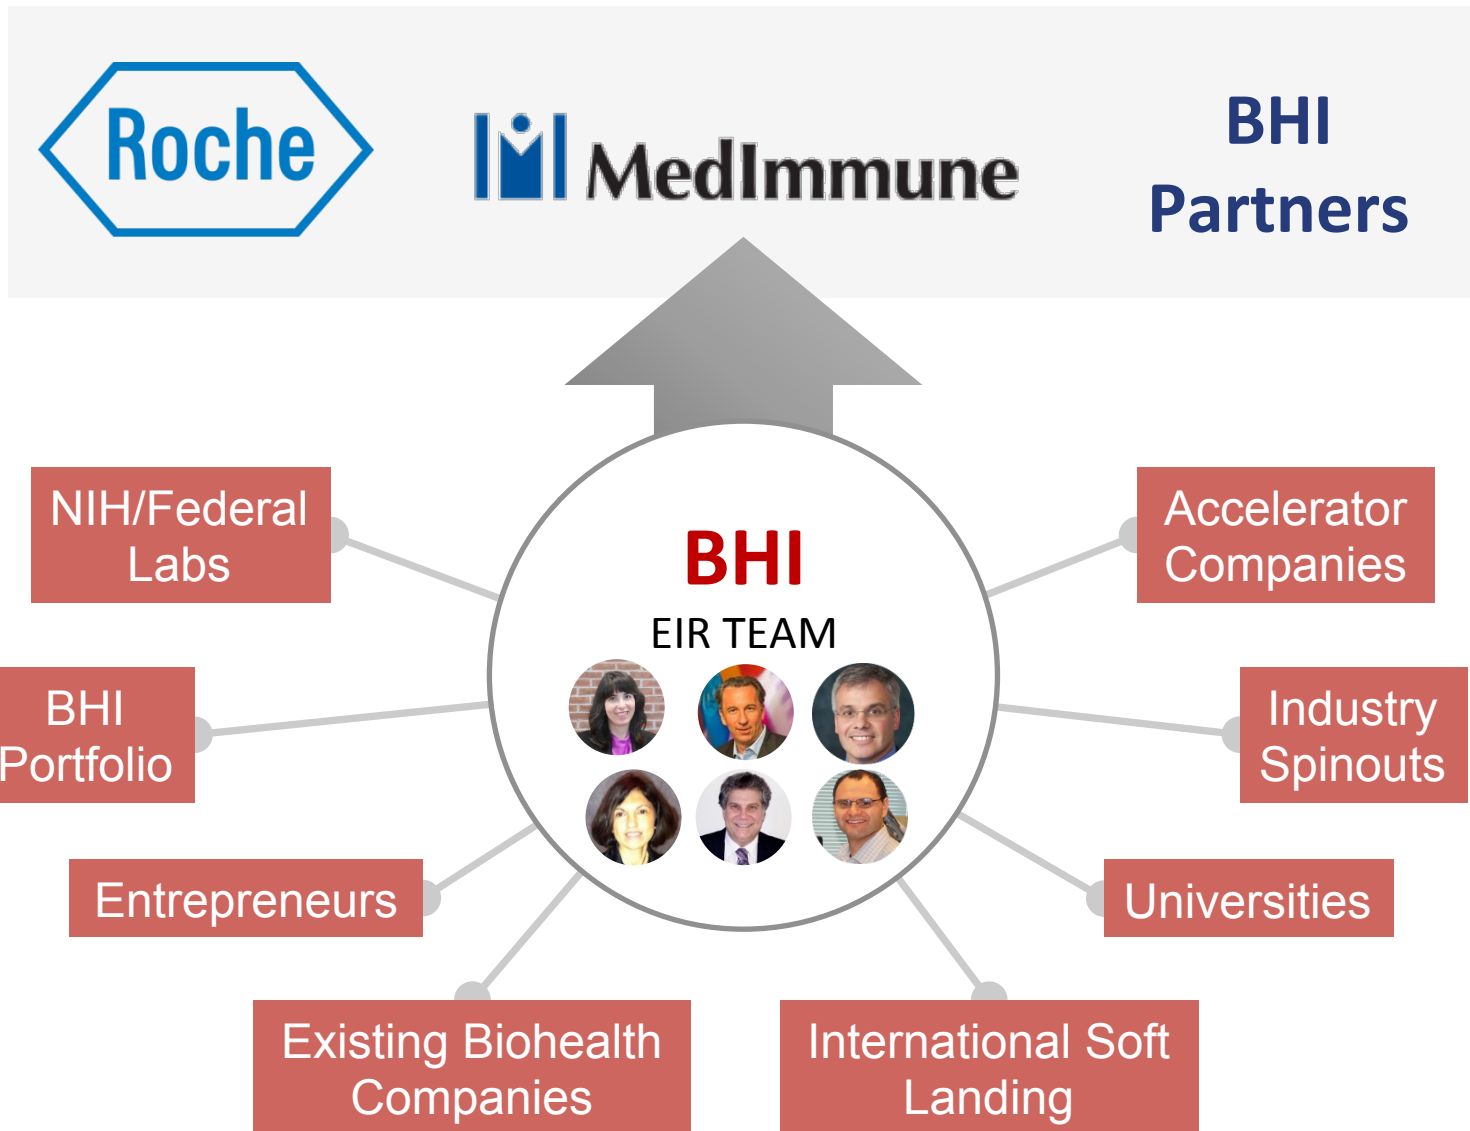 Roche
MedImmune
BHI
Partners
NIH/Federal
Labs
Accelerator
Companies
BHI
EIR TEAM
BHI
Portfolio
Industry
Spinouts
Entrepreneurs
Universities
Existing Biohealth
Companies
International Soft
Landing